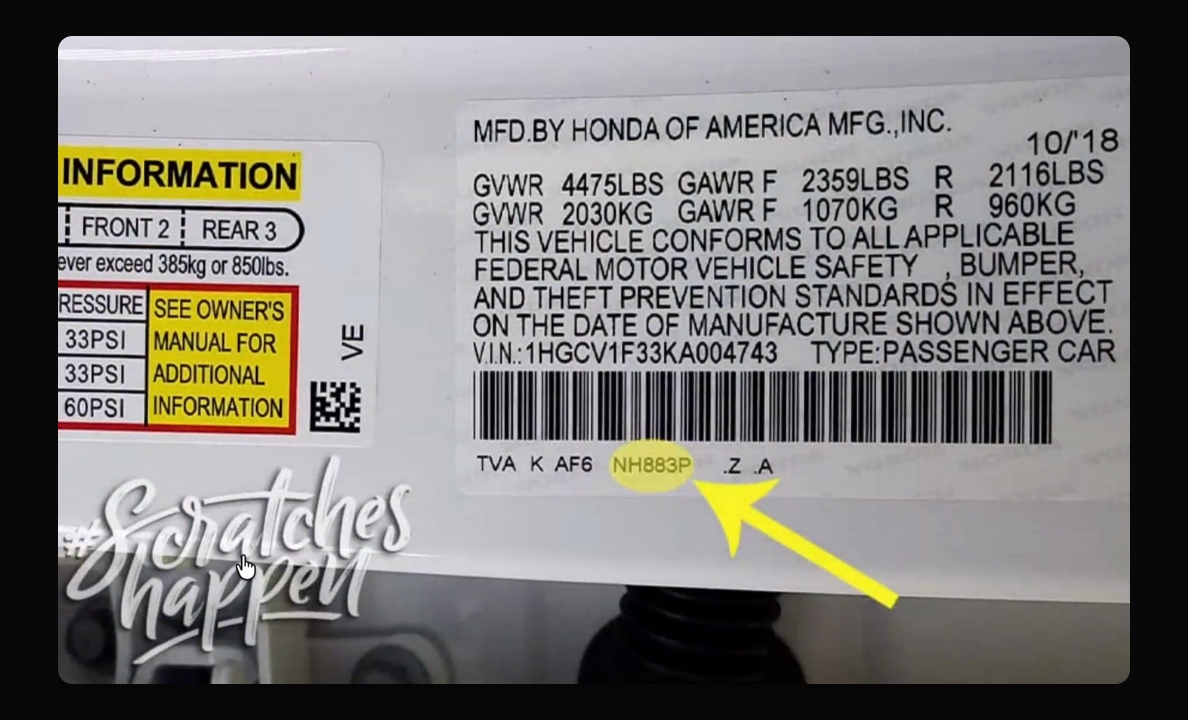 INFORMATION
FRONT 2
REAR 3
ever exceed 385kg or 850lbs.
RESSURE
33PSI
33PSI
60PSI
SEE OWNER'S
MANUAL FOR
ADDITIONAL
INFORMATION
VE
MFD.BY HONDA OF AMERICA MFG.,INC.
10/'18
GVWR 4475LBS GAWR F 2359LBS R 2116LBS
GVWR 2030KG GAWR F 1070KG R 960KG
THIS VEHICLE CONFORMS TO ALL APPLICABLE
FEDERAL MOTOR VEHICLE SAFETY , BUMPER,
AND THEFT PREVENTION STANDARDS IN EFFECT
ON THE DATE OF MANUFACTURE SHOWN ABOVE.
V.I.N.:1HGCV1F33KA004743 TYPE:PASSENGER CAR
TVA K AF6 NH883P .Z .A
#Scratches
happen